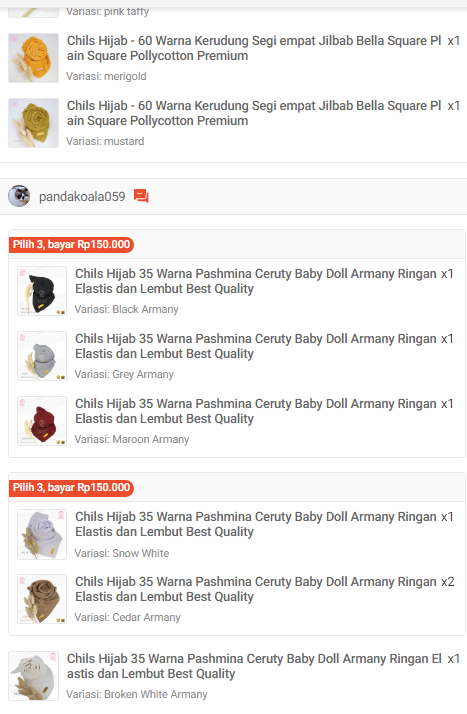 Variasi: pink taffy
Chils Hijab - 60 Warna Kerudung Segi empat Jilbab Bella Square Pl x1
ain Square Pollycotton Premium
Variasi: merigold
Chils Hijab - 60 Warna Kerudung Segi empat Jilbab Bella Square Pl x1
ain Square Pollycotton Premium
Variasi: mustard
pandakoala059
Pilih 3, bayar Rp150.000
Chils Hijab 35 Warna Pashmina Ceruty Baby Doll Armany Ringan x1
Elastis dan Lembut Best Quality
Variasi: Black Armany
Chils Hijab 35 Warna Pashmina Ceruty Baby Doll Armany Ringan x1
Elastis dan Lembut Best Quality
Variasi: Grey Armany
Chils Hijab 35 Warna Pashmina Ceruty Baby Doll Armany Ringan x1
Elastis dan Lembut Best Quality
Variasi: Maroon Armany
Pilih 3, bayar Rp150.000
Chils Hijab 35 Warna Pashmina Ceruty Baby Doll Armany Ringan x1
Elastis dan Lembut Best Quality
Variasi: Snow White
Chils Hijab 35 Warna Pashmina Ceruty Baby Doll Armany Ringan x2
Elastis dan Lembut Best Quality
Variasi: Cedar Armany
Chils Hijab 35 Warna Pashmina Ceruty Baby Doll Armany Ringan El x1
astis dan Lembut Best Quality
Variasi: Broken White Armany